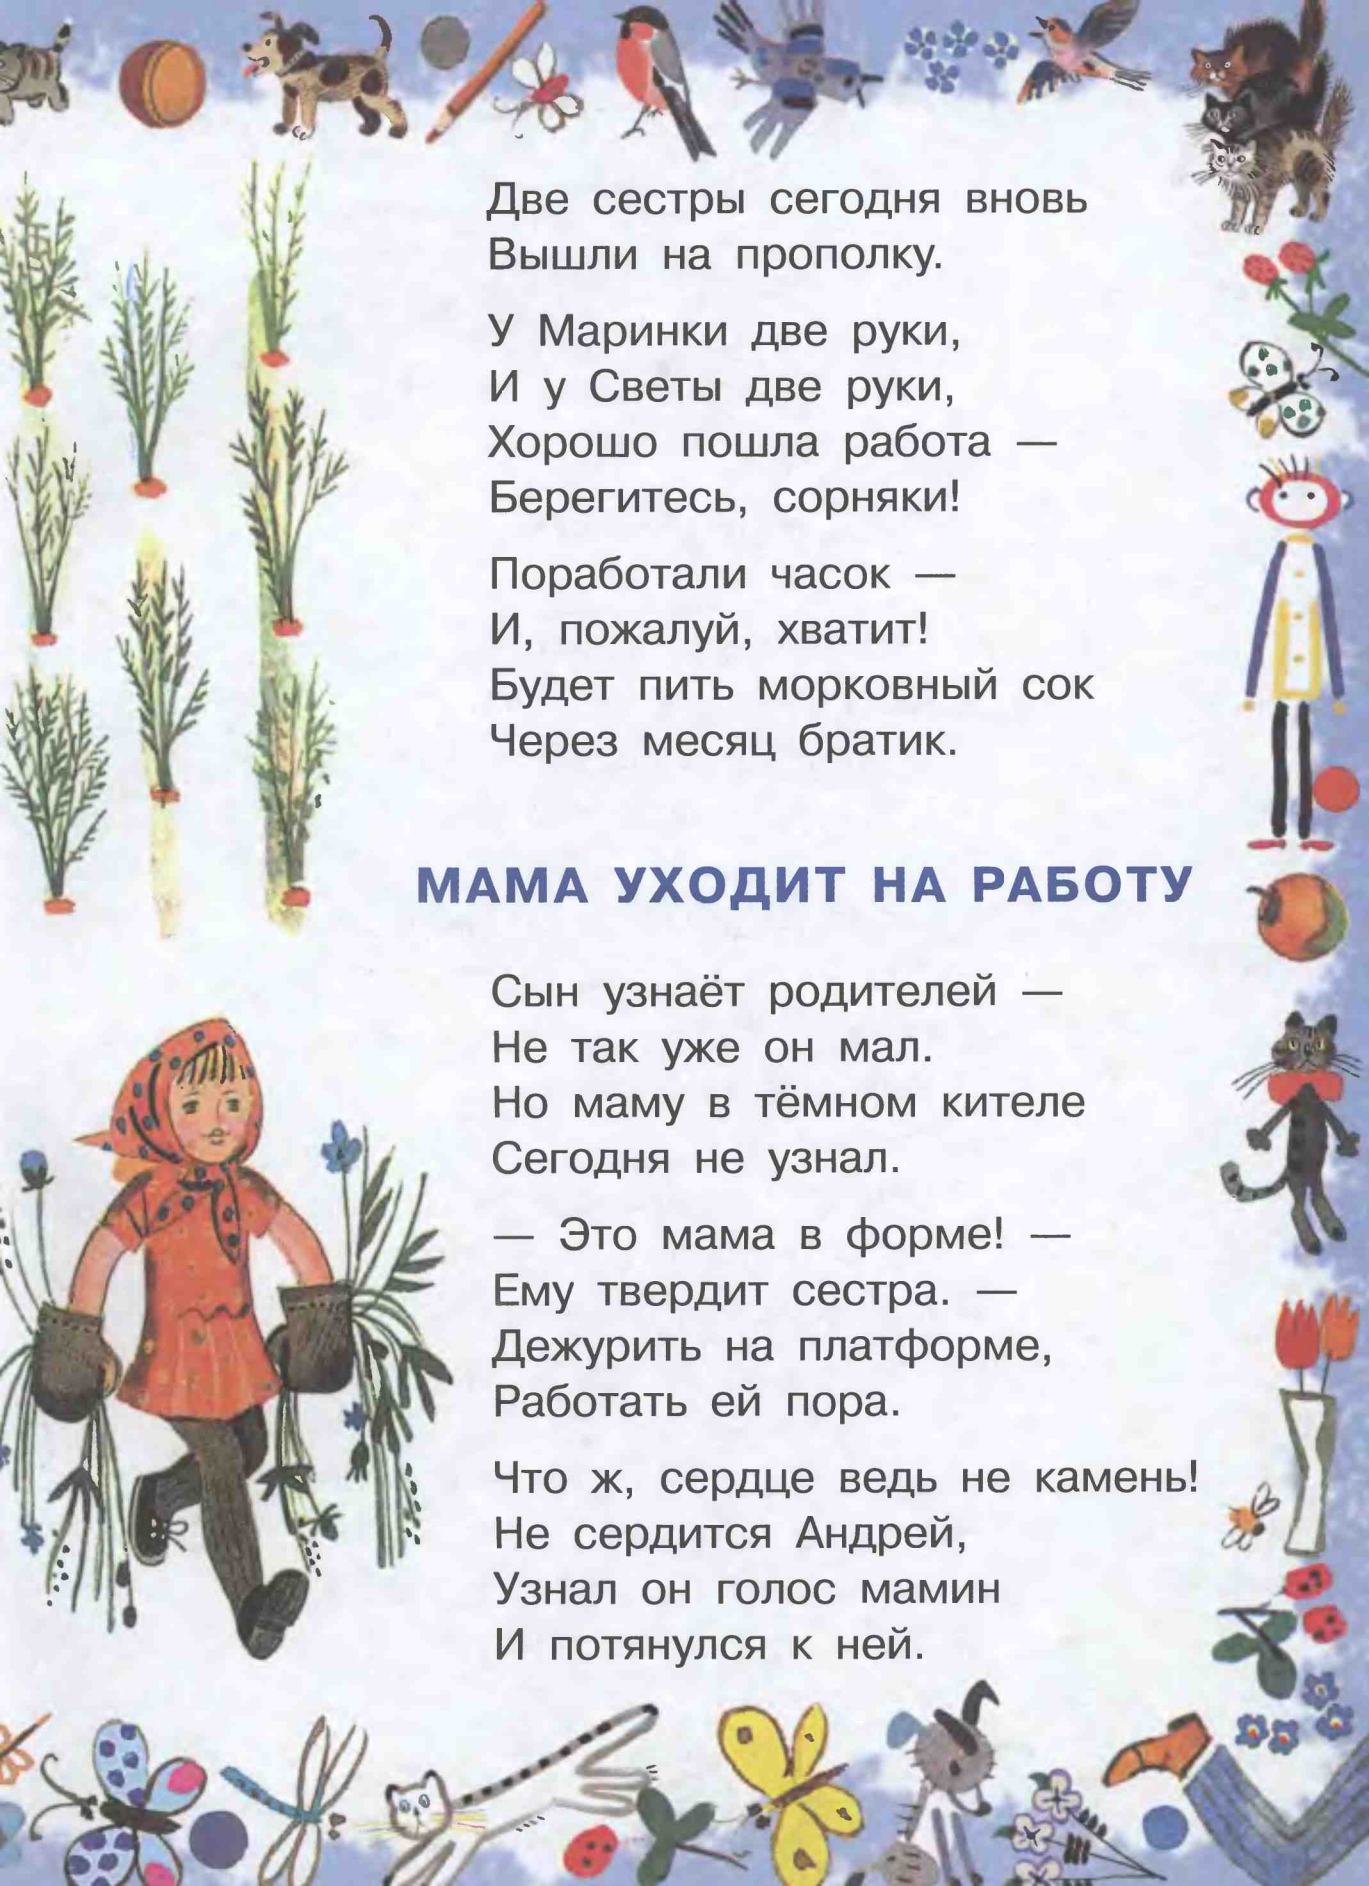 Две сестры сегодня вновь
Вышли на прополку.
У Маринки две руки,
И у Светы две руки,
Хорошо пошла работа —
Берегитесь, сорняки!
Поработали часок —
И, пожалуй, хватит!
Будет пить морковный сок
Через месяц братик.
МАМА УХОДИТ НА РАБОТУ
Сын узнаёт родителей —
Не так уже он мал.
Но маму в тёмном кителе
Сегодня не узнал.
— Это мама в форме! —
Ему твердит сестра. —
Дежурить на платформе,
Работать ей пора.
Что ж, сердце ведь не камень!
Не сердится Андрей,
Узнал он голос мамин
И потянулся к ней.